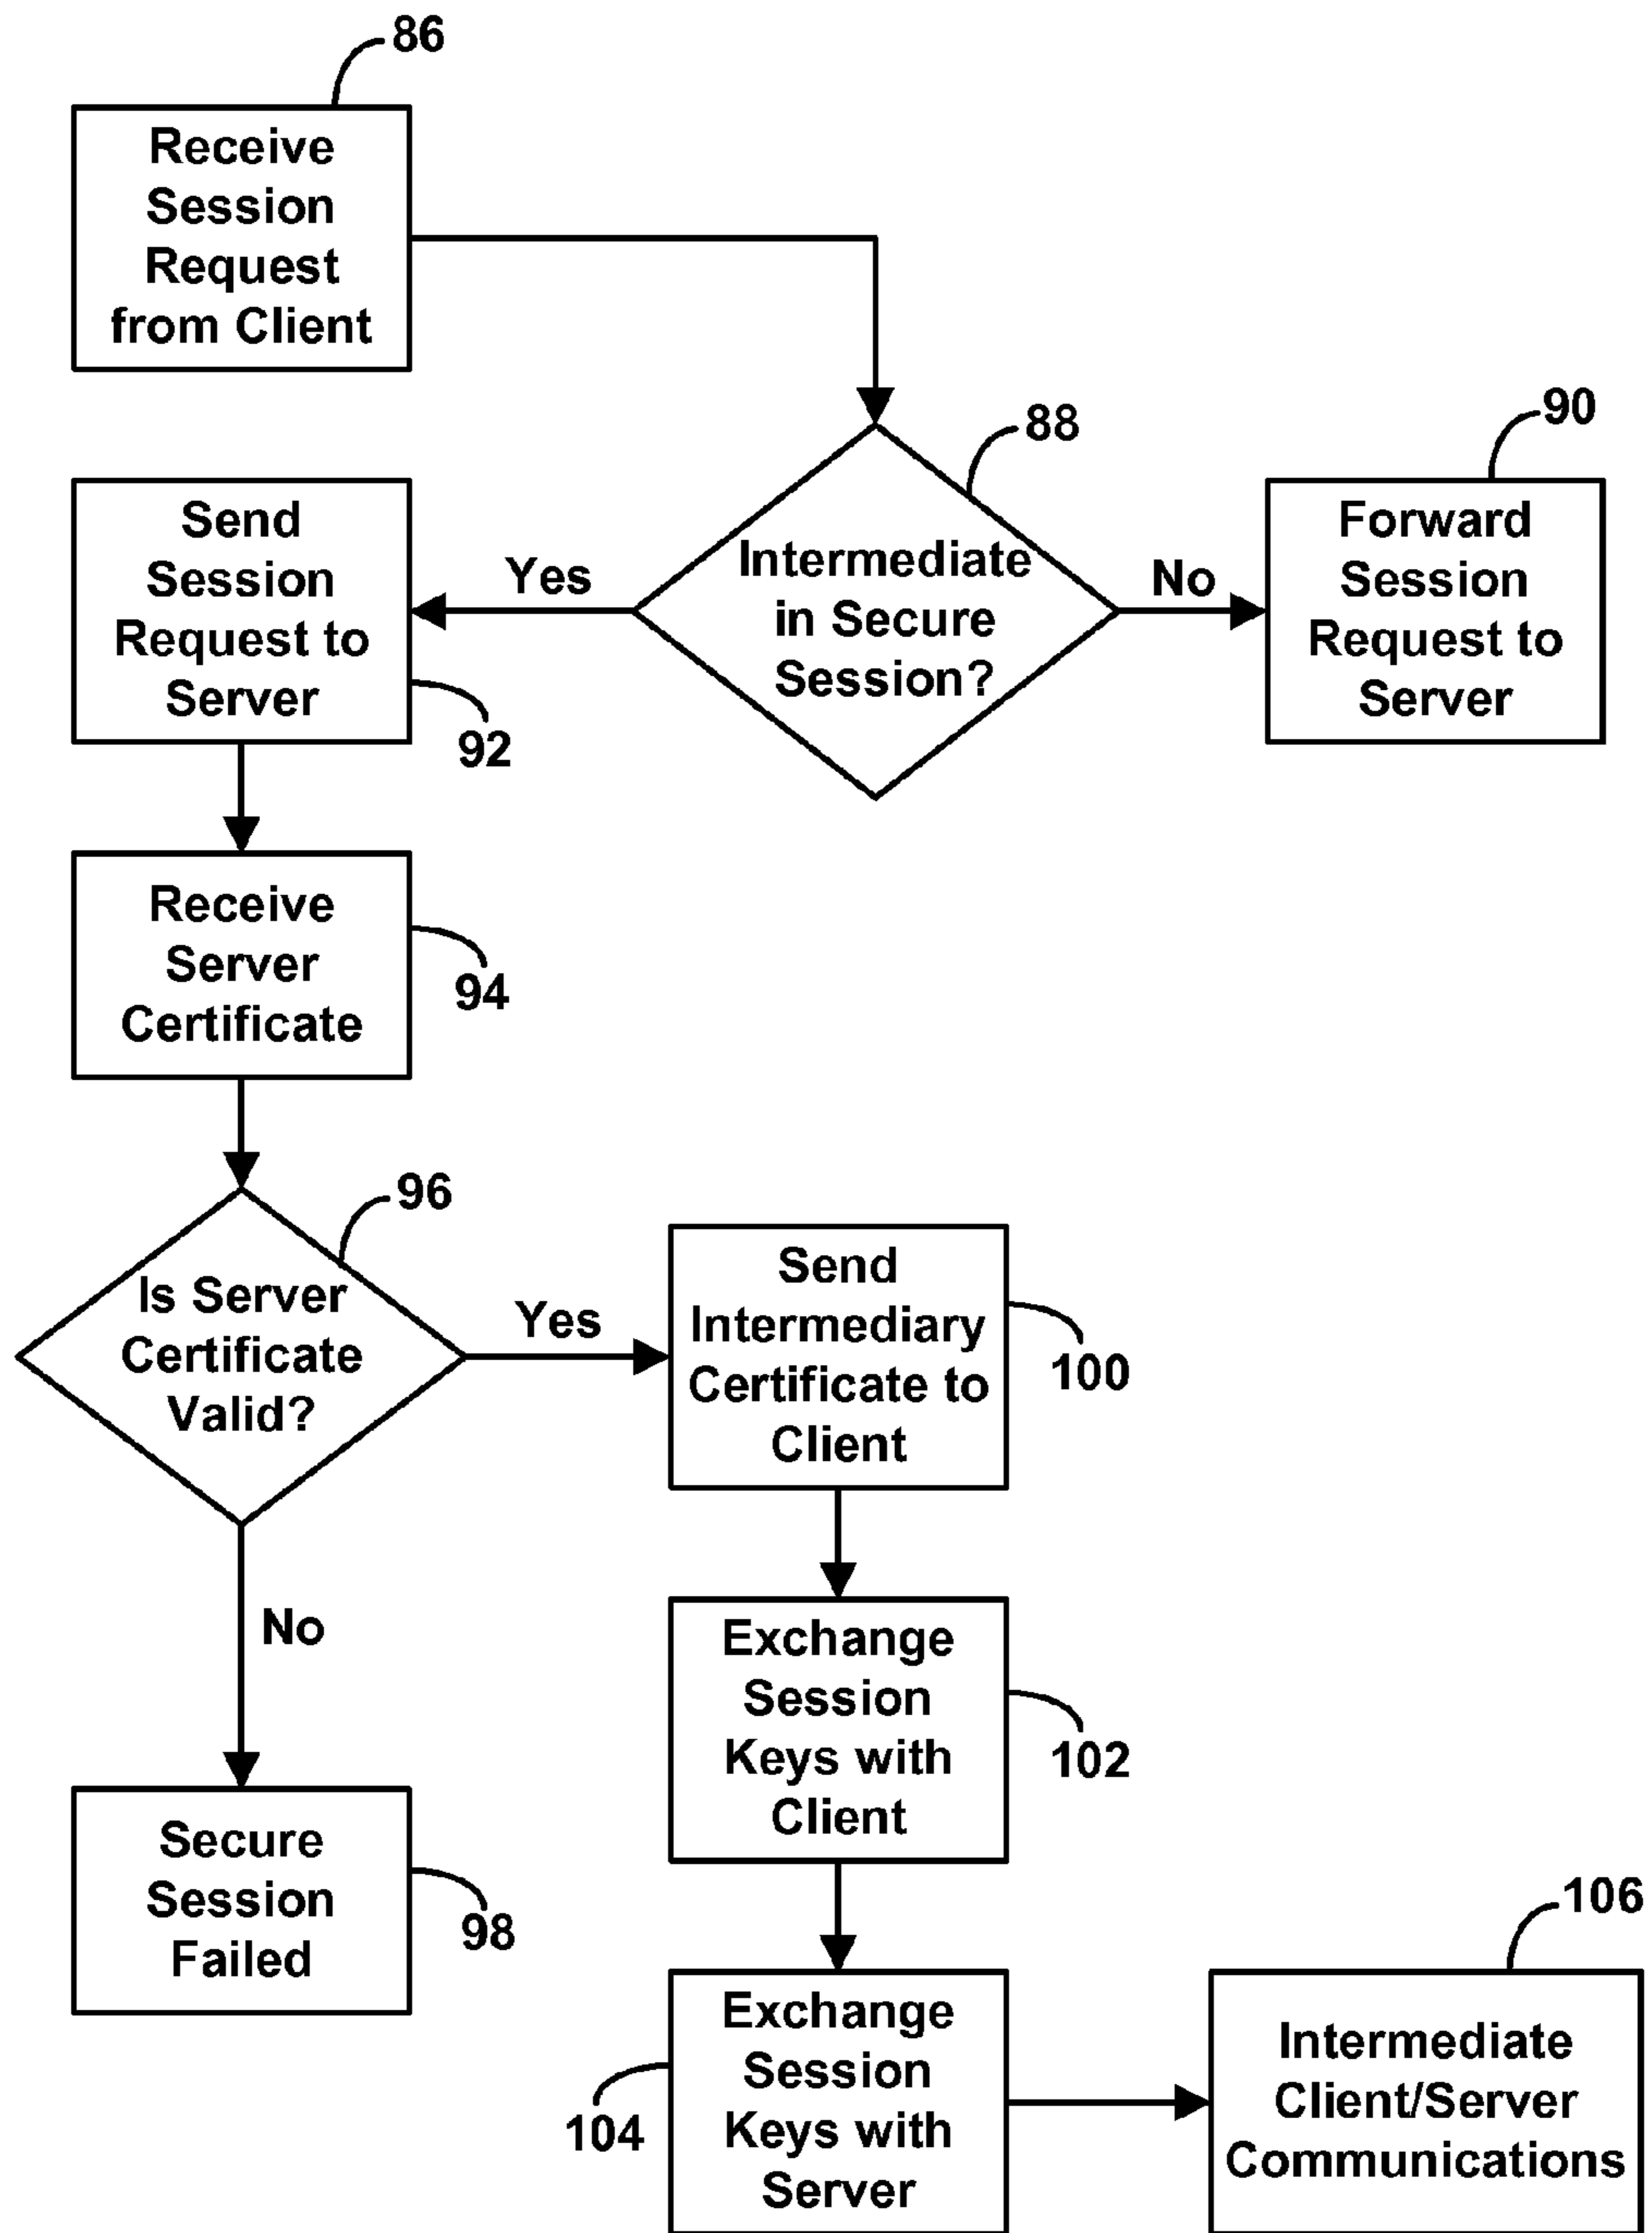 86
Receive
Session
Request
from Client
88
Intermediate
in Secure
Session?
90
Forward
Session
Request to
Server
No
Yes
Send
Session
Request to
Server
92
Receive
Server
Certificate
94
96
Is Server
Certificate
Valid?
Yes
Send
Intermediary
Certificate to
Client
100
No
Exchange
Session
Keys with
Client
102
Secure
Session
Failed
98
Exchange
Session
Keys with
Server
104
106
Intermediate
Client/Server
Communications